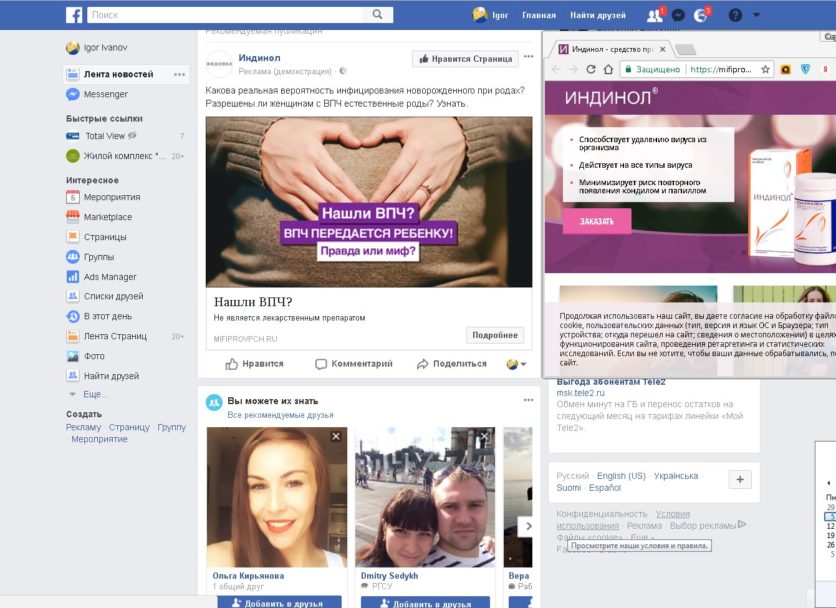 Поиск
Igor
Главная
Найти друзей
1
3
Igor Ivanov
Лента новостей
Messenger
Быстрые ссылки
Total View
7
Жилой комплекс "...
20+
Интересное
5
Мероприятия
Marketplace
Страницы
Группы
Ads Manager
Списки друзей
В этот день
Лента Страниц
20+
Фото
Найти друзей
Еще...
Создать
Рекламу · Страницу · Группу
· Мероприятие
Рекомендуемая публикация
Индинол
Реклама (демонстрация) ·
Нравится Страница
Какова реальная вероятность инфицирования новорожденного при родах?
Разрешены ли женщинам с ВПЧ естественные роды? Узнать.
Нашли ВПЧ?
ВПЧ ПЕРЕДАЕТСЯ РЕБЕНКУ!
Правда или миф?
Нашли ВПЧ?
Не является лекарственным препаратом
MIFIPROVPCH.RU
Подробнее
Нравится
Комментарий
Поделиться
Вы можете их знать
Все рекомендуемые друзья
Ольга Кирьянова
1 общий друг
Добавить в друзья
Dmitry Sedykh
РГСУ
Добавить в друзья
Вера
Раб
Индинол - средство пр
Защищено
https://mifipro...
ИНДИНОЛ®
Способствует удалению вируса из
организма
Действует на все типы вируса
Минимизирует риск повторного
появления кондилом и папиллом
ЗАКАЗАТЬ
ИНДИНОЛ
ИНДИНОЛ
Продолжая использовать наш сайт, вы даете согласие на обработку файло
cookie, пользовательских данных (тип, версия и язык ОС и Браузера; тип
устройства; откуда перешел на сайт; сведения о местоположении) в целях
функционирования сайта, проведения ретаргетинга и статистических
исследований. Если вы не хотите, чтобы ваши данные обрабатывались, по
сайт.
Выгода абонентам Tele2
msk.tele2.ru
Обмен минут на ГБ и перенос остатков на
следующий месяц на тарифах линейки «Мой
Tele2».
Русский · English (US) · Українська ·
Suomi · Español
Конфиденциальность · Условия
использования · Реклама · Выбор рекламы
Файлы «cookie» · Еще
Просмотрите наши условия и правила.
Пн
29
5
12
19
26
5